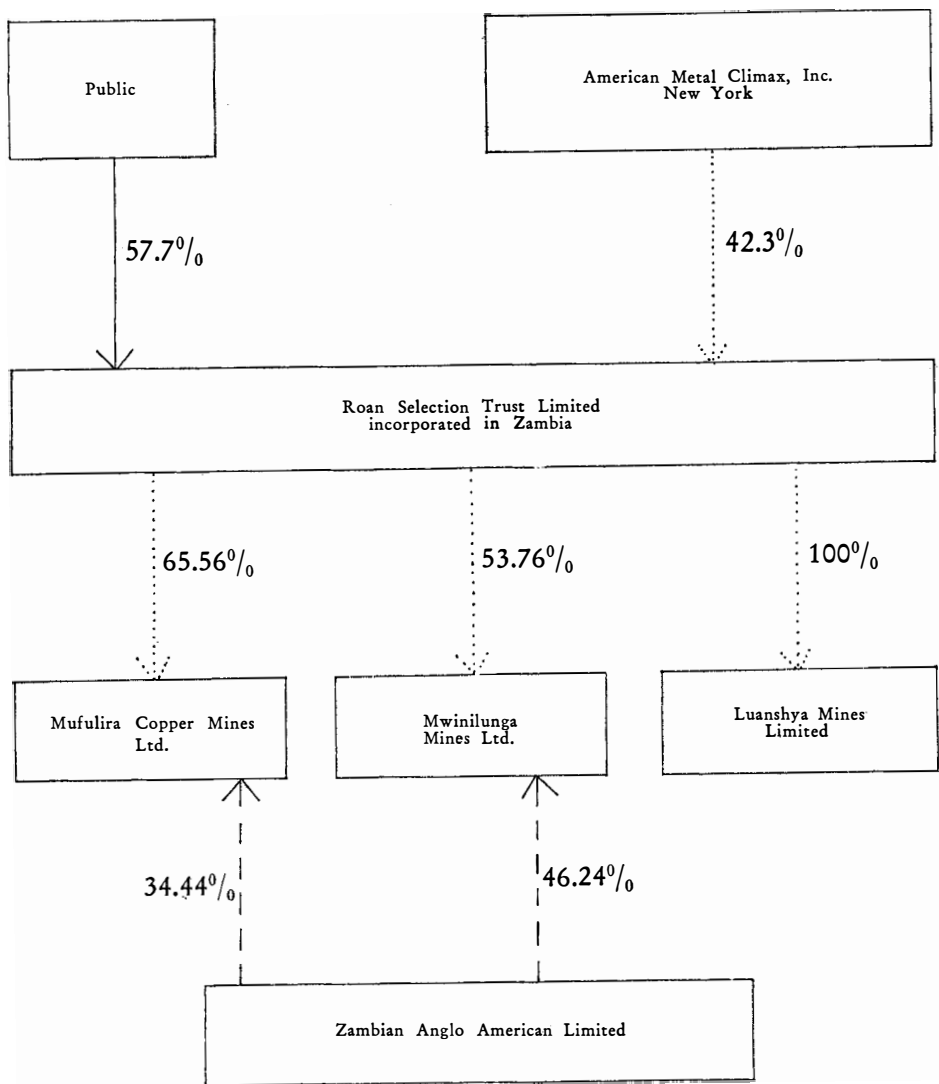 Public
American Metal Climax, Inc.
New York
57.7%
42.3%
Roan Selection Trust Limited
incorporated in Zambia
65.56%
53.76%
100%
Mufulira Copper Mines
Ltd.
Mwinilunga
Mines Ltd.
Luanshya Mines
Limited
34.44%
46.24%
Zambian Anglo American Limited